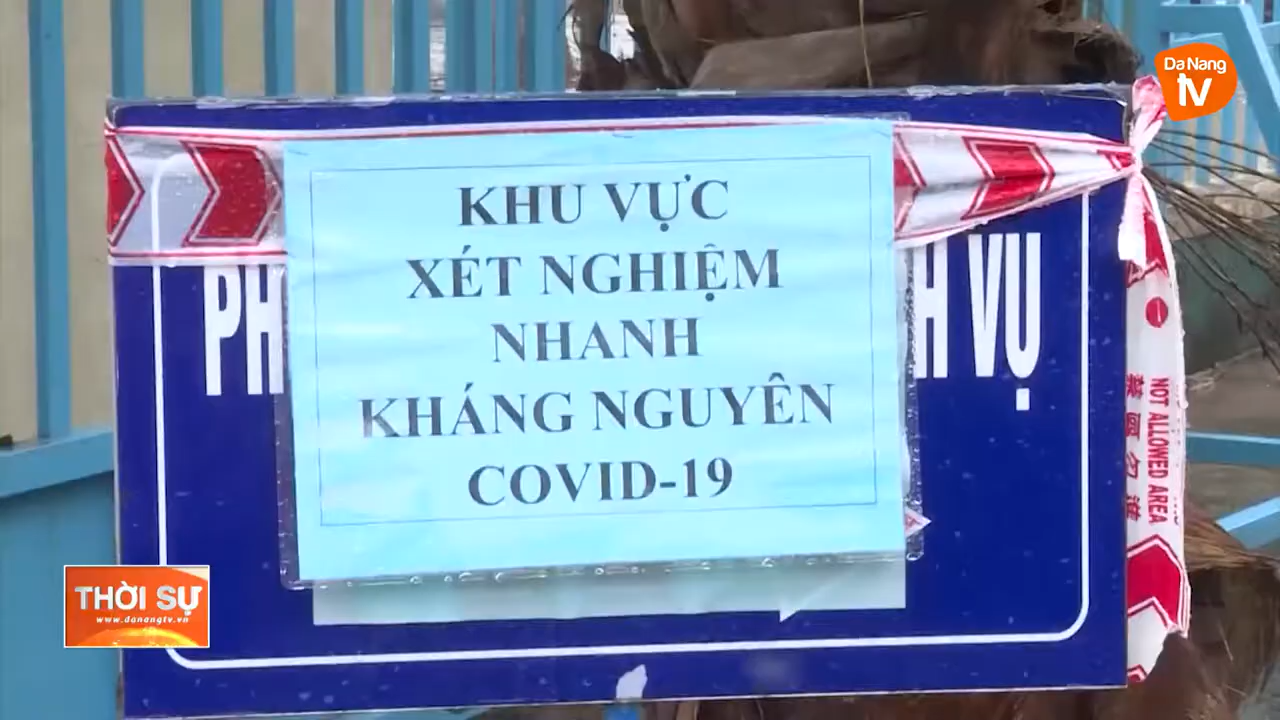 Da Nang
tv
KHU VỰC
XÉT NGHIỆM
NHANH
KHÁNG NGUYÊN
COVID-19
VỤ
NOT ALLOWED AREA
THỜI SỰ
www.danangtv.vn